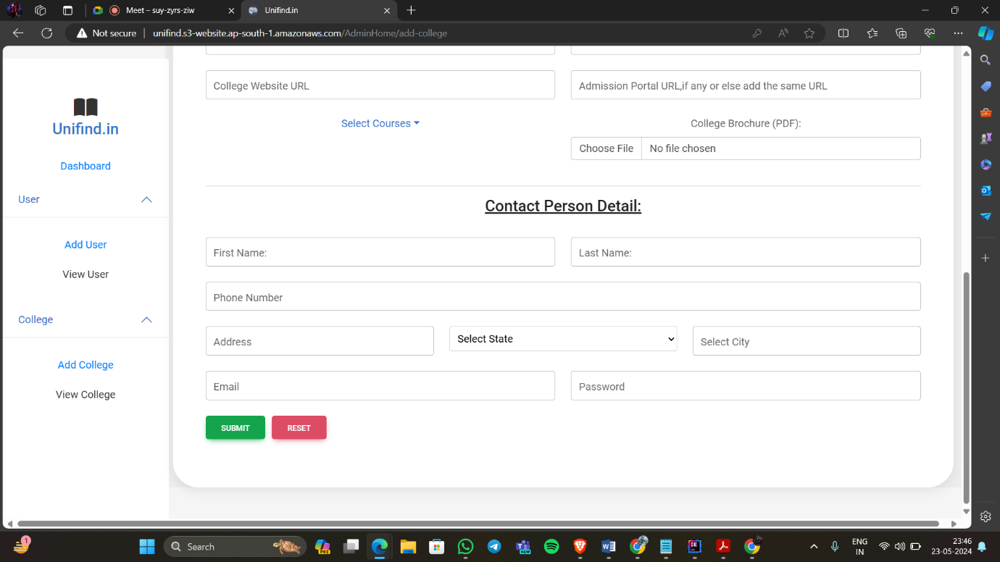 Meet – suy-zyrs-ziw
Unifind.in
Not secure
unifind.s3-website.ap-south-1.amazonaws.com/AdminHome/add-college
Unifind.in
Dashboard
User
Add User
View User
College
Add College
View College
College Website URL
Admission Portal URL,if any or else add the same URL
Select Courses
College Brochure (PDF):
Choose File No file chosen
Contact Person Detail:
First Name:
Last Name:
Phone Number
Address
Select State
Select City
Email
Password
SUBMIT
RESET
1
Search
PRE
NEW
ENG
IN
23:46
23-05-2024